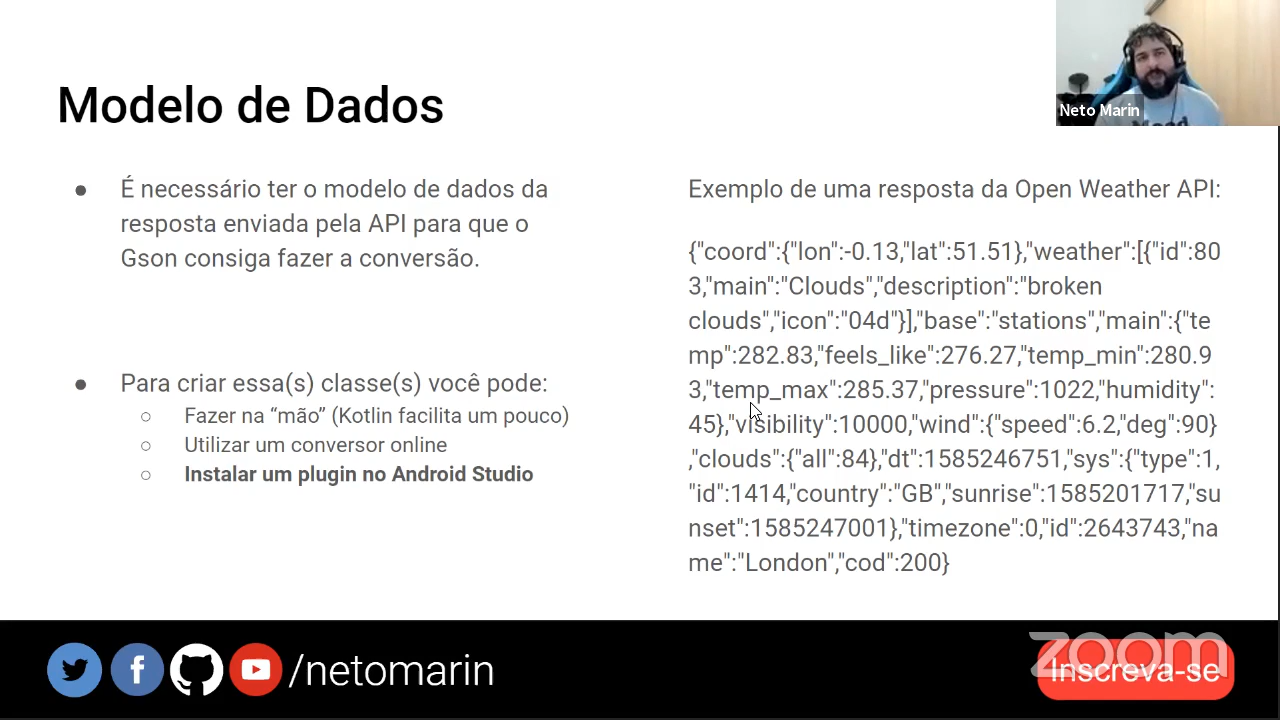 Modelo de Dados
Neto Marin
● É necessário ter o modelo de dados da
resposta enviada pela API para que o
Gson consiga fazer a conversão.
● Para criar essa(s) classe(s) você pode:
○ Fazer na “mão” (Kotlin facilita um pouco)
○ Utilizar um conversor online
○ Instalar um plugin no Android Studio
Exemplo de uma resposta da Open Weather API:
{"coord":{"lon":-0.13,"lat":51.51},"weather":[{"id":80
3,"main":"Clouds","description":"broken
clouds","icon":"04d"}],"base":"stations","main":{"te
mp":282.83,"feels_like":276.27,"temp_min":280.9
3,"temp_max":285.37,"pressure":1022,"humidity":
45},"visibility":10000,"wind":{"speed":6.2,"deg":90}
,"clouds":{"all":84},"dt":1585246751,"sys":{"type":1,
"id":1414,"country":"GB","sunrise":1585201717,"su
nset":1585247001},"timezone":0,"id":2643743,"na
me":"London","cod":200}
/netomarin
zoom
Inscreva-se